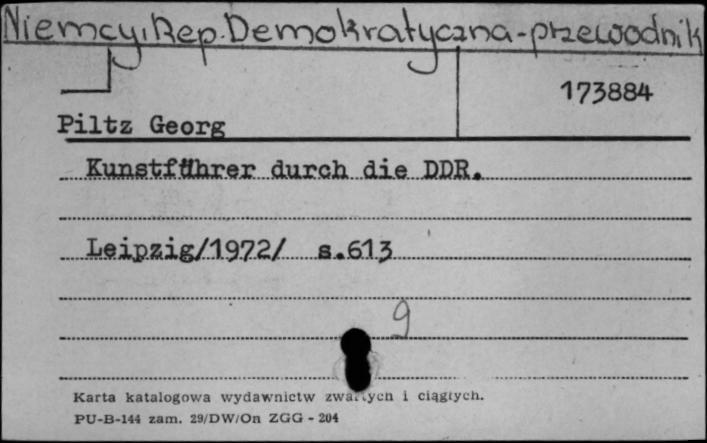 Niemcy, Rep. Demokratyczna - przewodnik
173884
Piltz Georg
Kunstführer durch die DDR.
Leipzig/1972/ s.613
9
Karta katalogowa wydawnictw zwartych i ciągłych.
PU-B-144 zam. 29/DW/On ZGG - 204